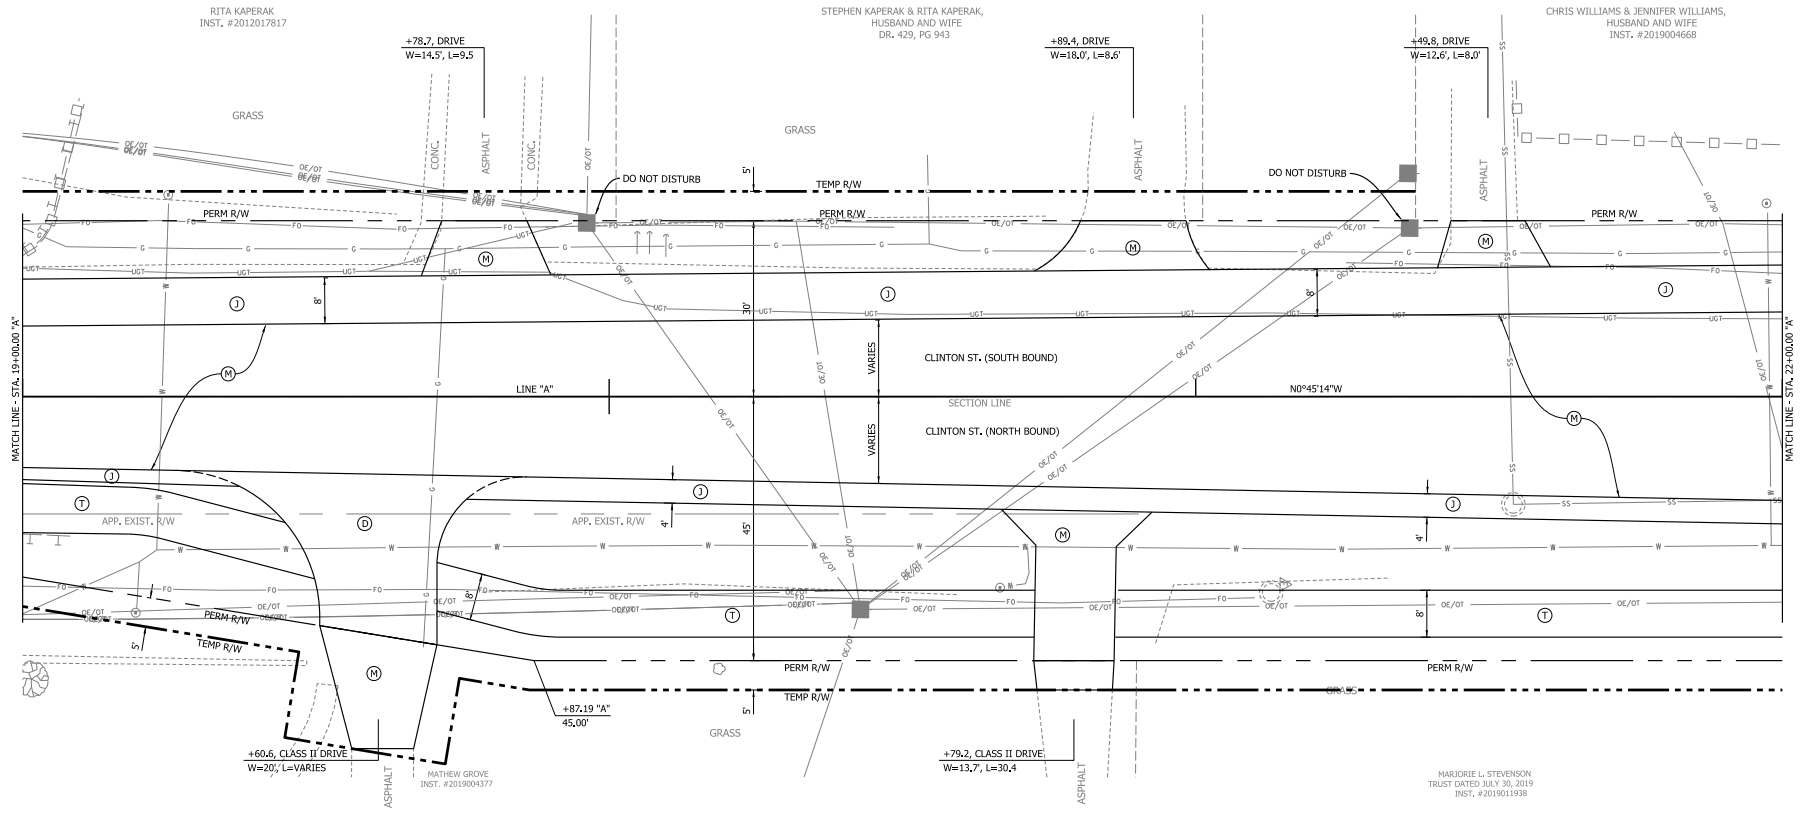 RITA KAPERAK
INST. #2012017817
STEPHEN KAPERAK & RITA KAPERAK,
HUSBAND AND WIFE
DR. 429, PG 943
CHRIS WILLIAMS & JENNIFER WILLIAMS,
HUSBAND AND WIFE
INST. #2019004668
+78.7, DRIVE
W=14.5', L=9.5
+89.4, DRIVE
W=18.0', L=8.6'
+49.8, DRIVE
W=12.6', L=8.0'
GRASS
GRASS
CONC.
ASPHALT
CONC.
ASPHALT
ASPHALT
DO NOT DISTURB
DO NOT DISTURB
5'
TEMP R/W
PERM R/W
PERM R/W
PERM R/W
M
M
M
J
8'
J
8'
J
30'
VARIES
CLINTON ST. (SOUTH BOUND)
M
LINE "A"
N0°45'14"W
SECTION LINE
MATCH LINE - STA. 19+00.00 "A"
MATCH LINE - STA. 22+00.00 "A"
M
VARIES
CLINTON ST. (NORTH BOUND)
J
J
J
T
APP. EXIST. R/W
D
APP. EXIST. R/W
4'
45'
M
4'
8'
T
8'
T
PERM R/W
TEMP R/W
5'
M
PERM R/W
PERM R/W
TEMP R/W
GRASS
5'
+87.19 "A"
45.00'
GRASS
+60.6, CLASS II DRIVE
W=20', L=VARIES
+79.2, CLASS II DRIVE
W=13.7', L=30.4
ASPHALT
MATHEW GROVE
INST. #2019004377
ASPHALT
MARJORIE L. STEVENSON
TRUST DATED JULY 30, 2019
INST. #2019011938